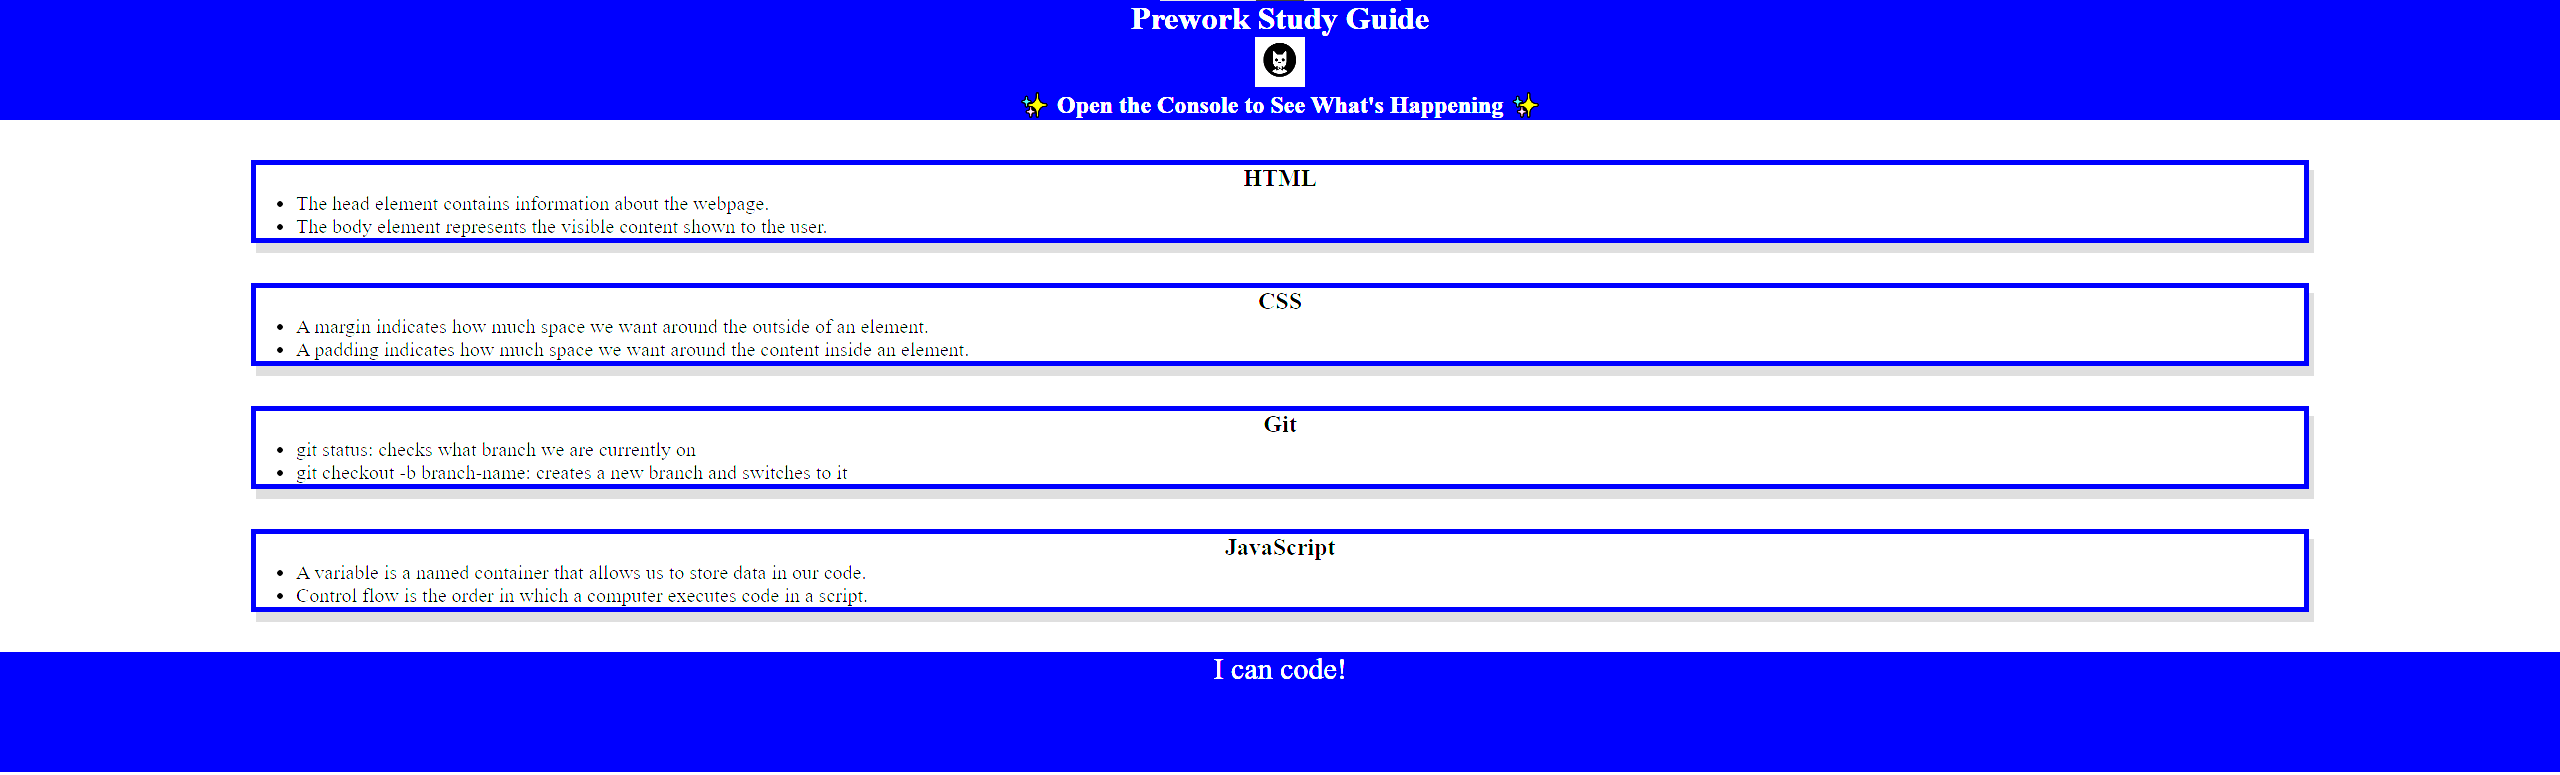 Prework Study Guide
✨ Open the Console to See What's Happening ✨
HTML
• The head element contains information about the webpage.
• The body element represents the visible content shown to the user.
CSS
• A margin indicates how much space we want around the outside of an element.
• A padding indicates how much space we want around the content inside an element.
Git
• git status: checks what branch we are currently on
• git checkout -b branch-name: creates a new branch and switches to it
JavaScript
• A variable is a named container that allows us to store data in our code.
• Control flow is the order in which a computer executes code in a script.
I can code!